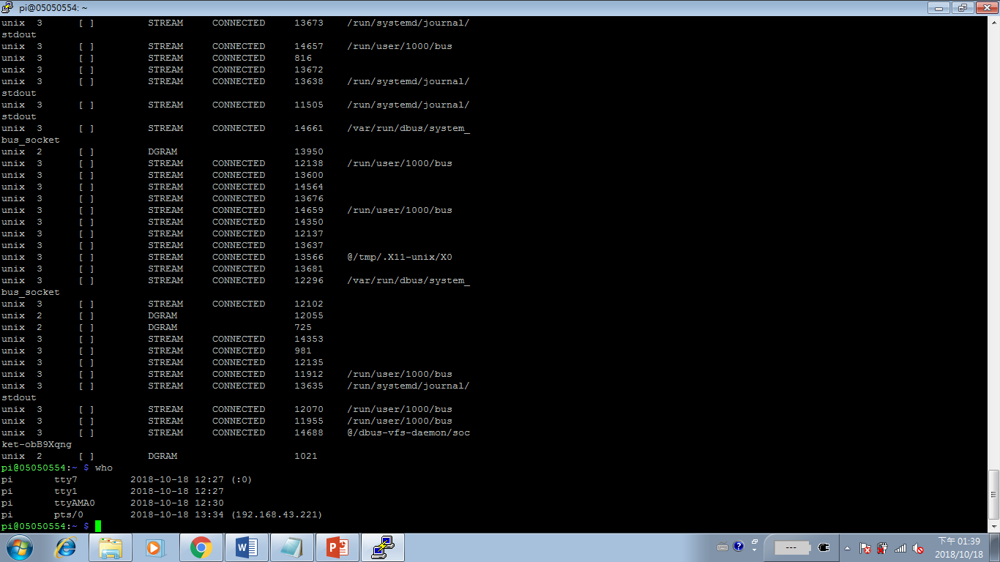 pi@05050554: ~
unix 3 [ ] STREAM CONNECTED 13673 /run/systemd/journal/
stdout
unix 3 [ ] STREAM CONNECTED 14657 /run/user/1000/bus
unix 3 [ ] STREAM CONNECTED 816
unix 3 [ ] STREAM CONNECTED 13672
unix 3 [ ] STREAM CONNECTED 13638 /run/systemd/journal/
stdout
unix 3 [ ] STREAM CONNECTED 11505 /run/systemd/journal/
stdout
unix 3 [ ] STREAM CONNECTED 14661 /var/run/dbus/system_
bus_socket
unix 2 [ ] DGRAM 13950
unix 3 [ ] STREAM CONNECTED 12138 /run/user/1000/bus
unix 3 [ ] STREAM CONNECTED 13600
unix 3 [ ] STREAM CONNECTED 14564
unix 3 [ ] STREAM CONNECTED 13676
unix 3 [ ] STREAM CONNECTED 14659 /run/user/1000/bus
unix 3 [ ] STREAM CONNECTED 14350
unix 3 [ ] STREAM CONNECTED 12137
unix 3 [ ] STREAM CONNECTED 13637
unix 3 [ ] STREAM CONNECTED 13566 @/tmp/.X11-unix/X0
unix 3 [ ] STREAM CONNECTED 13681
unix 3 [ ] STREAM CONNECTED 12296 /var/run/dbus/system_
bus_socket
unix 3 [ ] STREAM CONNECTED 12102
unix 2 [ ] DGRAM 12055
unix 2 [ ] DGRAM 725
unix 3 [ ] STREAM CONNECTED 14353
unix 3 [ ] STREAM CONNECTED 981
unix 3 [ ] STREAM CONNECTED 12135
unix 3 [ ] STREAM CONNECTED 11912 /run/user/1000/bus
unix 3 [ ] STREAM CONNECTED 13635 /run/systemd/journal/
stdout
unix 3 [ ] STREAM CONNECTED 12070 /run/user/1000/bus
unix 3 [ ] STREAM CONNECTED 11955 /run/user/1000/bus
unix 3 [ ] STREAM CONNECTED 14688 @/dbus-vfs-daemon/soc
ket-obB9Xqng
unix 2 [ ] DGRAM 1021
pi@05050554:~ $ who
pi tty7 2018-10-18 12:27 (:0)
pi tty1 2018-10-18 12:27
pi ttyAMA0 2018-10-18 12:30
pi pts/0 2018-10-18 13:34 (192.168.43.221)
pi@05050554:~ $
---
下午 01:39
2018/10/18